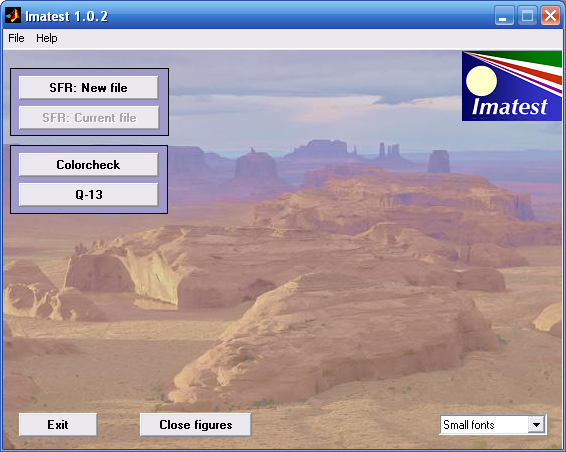 Imatest 1.0.2
File Help
SFR: New file
SFR: Current file
Imatest
Colorcheck
Q-13
Exit Close figures Small fonts